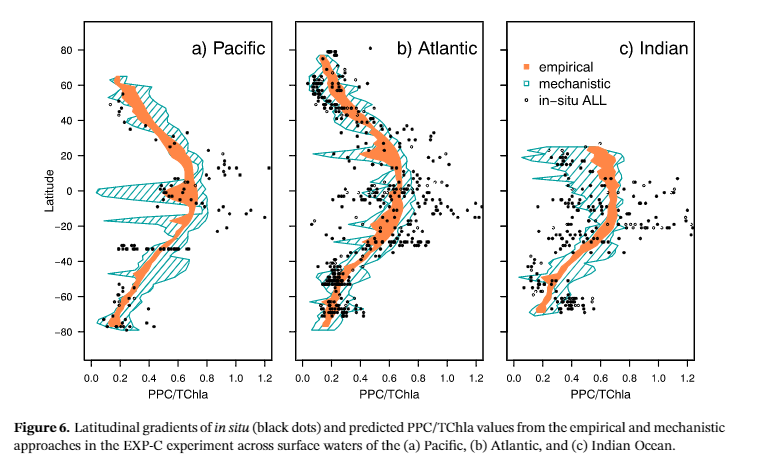 a) Pacific
b) Atlantic
c) Indian
empirical
mechanistic
in-situ ALL
Latitude
80
60
40
20
0
−20
−40
−60
−80
0.0 0.2 0.4 0.6 0.8 1.0 1.2
0.0 0.2 0.4 0.6 0.8 1.0 1.2
0.0 0.2 0.4 0.6 0.8 1.0 1.2
PPC/TChla
PPC/TChla
PPC/TChla
Figure 6. Latitudinal gradients of in situ (black dots) and predicted PPC/TChla values from the empirical and mechanistic
approaches in the EXP-C experiment across surface waters of the (a) Pacific, (b) Atlantic, and (c) Indian Ocean.